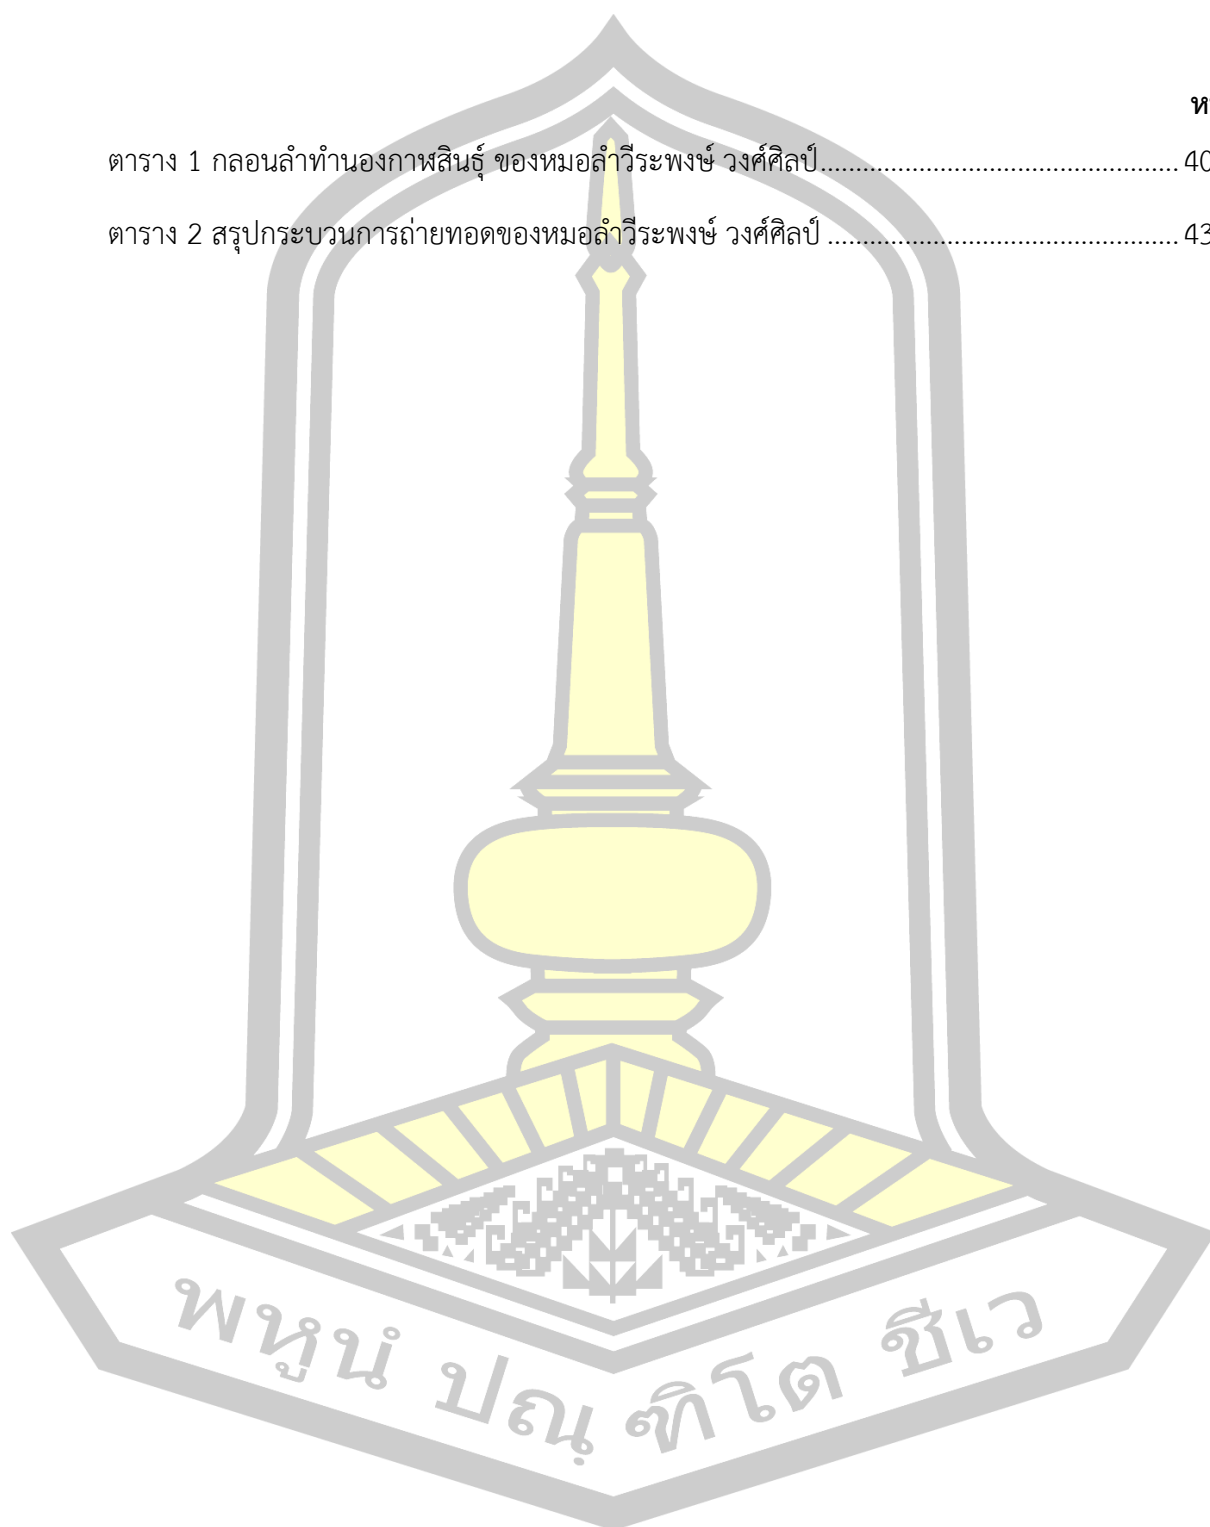 ตาราง 1 กลอนลำทำนองกาฬสินธุ์ ของหมอลำวีระพงษ์ วงศ์ศิลป์.................................................. 40
ตาราง 2 สรุปกระบวนการถ่ายทอดของหมอลำวีระพงษ์ วงศ์ศิลป์ .................................................. 43
พหูนํ ปณฺฑิโต ชีเว